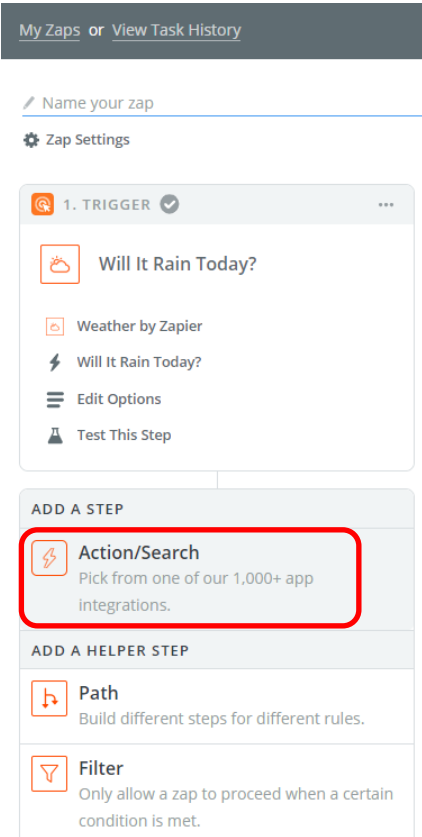 My Zaps or View Task History
Name your zap
Zap Settings
1. TRIGGER
Will It Rain Today?
Weather by Zapier
Will It Rain Today?
Edit Options
Test This Step
ADD A STEP
Action/Search
Pick from one of our 1,000+ app
integrations.
ADD A HELPER STEP
Path
Build different steps for different rules.
Filter
Only allow a zap to proceed when a certain
condition is met.